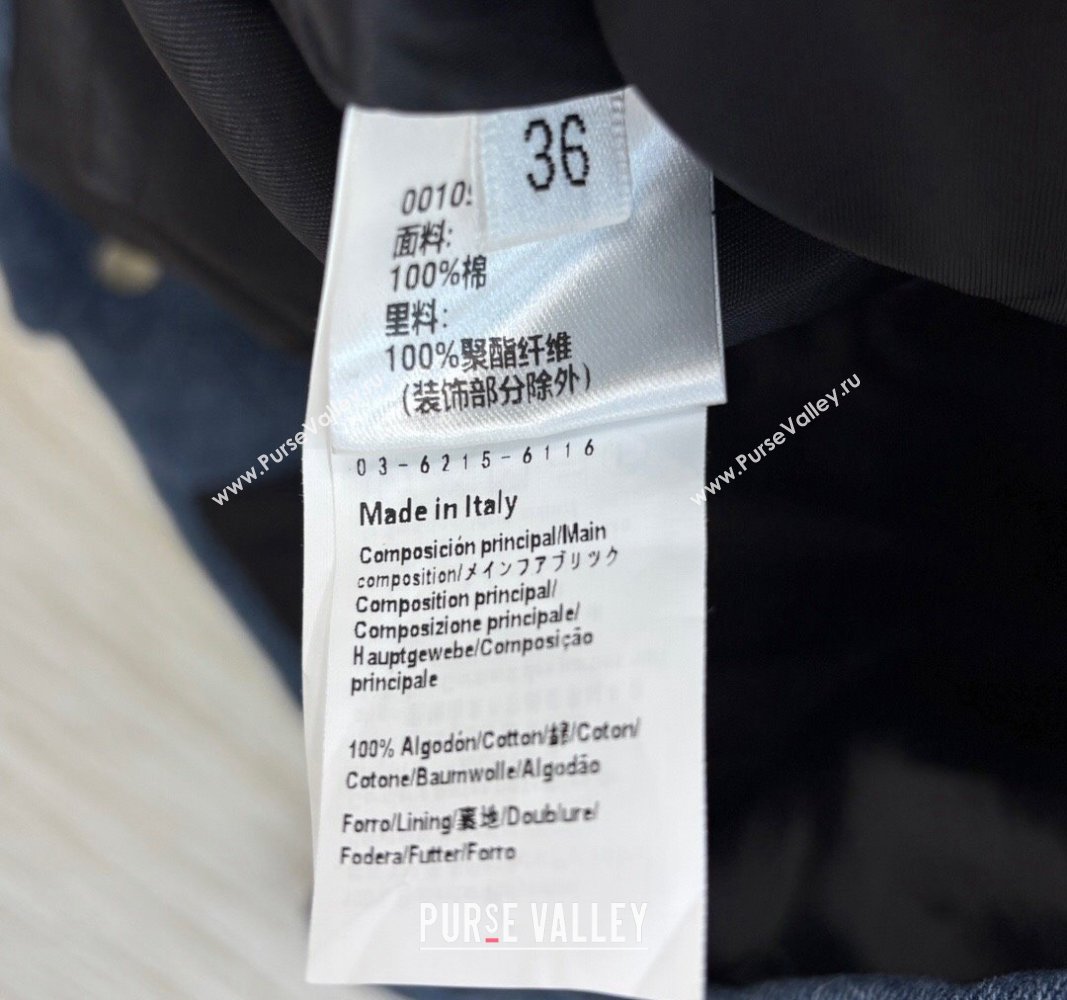 36
0010
面料:
100%棉
里料:
100%聚酯纤维
(装饰部分除外)
www.PurseValley.ru
www.PurseValley.ru
03-6215-6116
Made in Italy
Composición principal/Main
composition/メインファブリック
Composition principal/
Composizione principale/
Hauptgewebe/Composição
principale
100% Algodón/Cotton/綿/Coton/
Cotone/Baumwolle/Algodão
Forro/Lining/裏地/Doublure/
Fodera/Futter/Forro
PURSE VALLEY